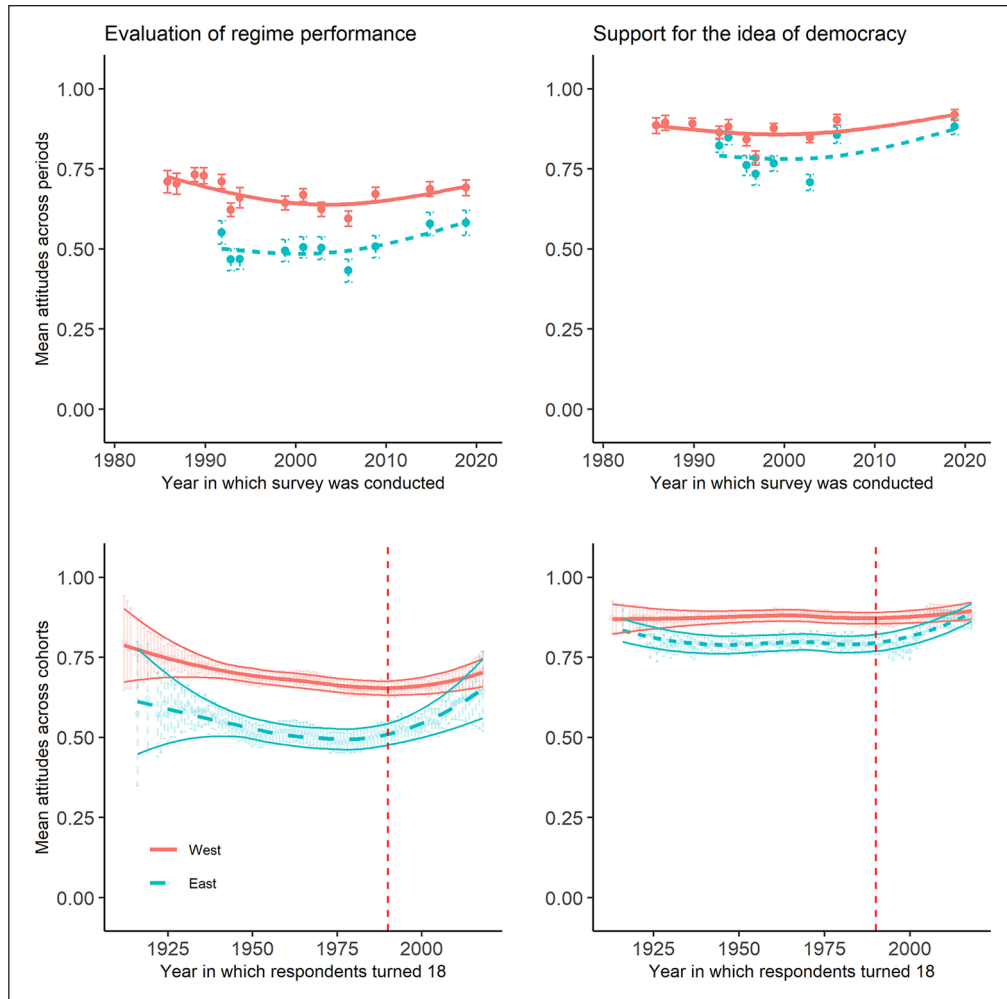 Evaluation of regime performance
Support for the idea of democracy
Mean attitudes across periods
1.00
0.75
0.50
0.25
0.00
1980 1990 2000 2010 2020
Year in which survey was conducted
1.00
0.75
0.50
0.25
0.00
1980 1990 2000 2010 2020
Year in which survey was conducted
Mean attitudes across cohorts
1.00
0.75
0.50
0.25
0.00
West
East
1925 1950 1975 2000
Year in which respondents turned 18
1.00
0.75
0.50
0.25
0.00
1925 1950 1975 2000
Year in which respondents turned 18